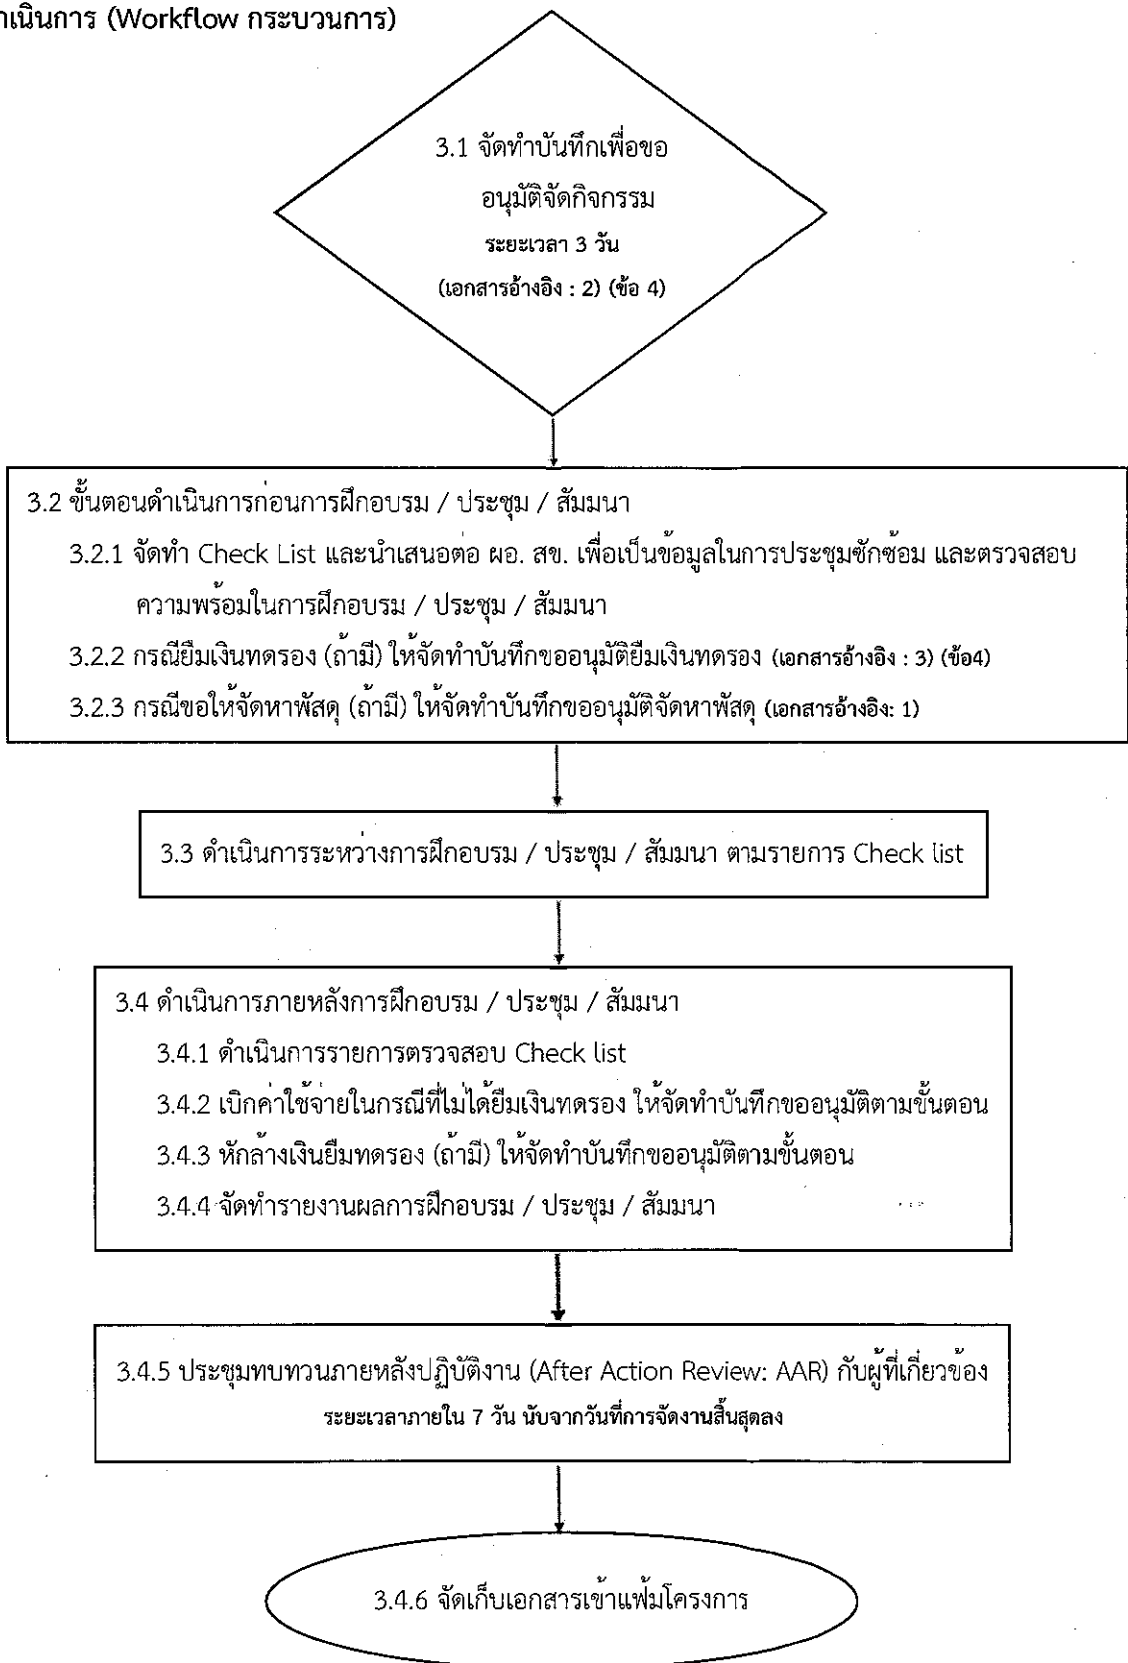 าเนินการ (Workflow กระบวนการ)
3.1 จัดทำบันทึกเพื่อขอ
อนุมัติจัดกิจกรรม
ระยะเวลา 3 วัน
(เอกสารอ้างอิง : 2) (ข้อ 4)
3.2 ขั้นตอนดำเนินการก่อนการฝึกอบรม / ประชุม / สัมมนา
3.2.1 จัดทำ Check List และนำเสนอต่อ ผอ. สข. เพื่อเป็นข้อมูลในการประชุมซักซ้อม และตรวจสอบ
ความพร้อมในการฝึกอบรม / ประชุม / สัมมนา
3.2.2 กรณียืมเงินทดรอง (ถ้ามี) ให้จัดทำบันทึกขออนุมัติยืมเงินทดรอง (เอกสารอ้างอิง : 3) (ข้อ4)
3.2.3 กรณีขอให้จัดหาพัสดุ (ถ้ามี) ให้จัดทำบันทึกขออนุมัติจัดหาพัสดุ (เอกสารอ้างอิง: 1)
3.3 ดำเนินการระหว่างการฝึกอบรม / ประชุม / สัมมนา ตามรายการ Check list
3.4 ดำเนินการภายหลังการฝึกอบรม / ประชุม / สัมมนา
3.4.1 ดำเนินการรายการตรวจสอบ Check list
3.4.2 เบิกค่าใช้จ่ายในกรณีที่ไม่ได้ยืมเงินทดรอง ให้จัดทำบันทึกขออนุมัติตามขั้นตอน
3.4.3 หักล้างเงินยืมทดรอง (ถ้ามี) ให้จัดทำบันทึกขออนุมัติตามขั้นตอน
3.4.4 จัดทำรายงานผลการฝึกอบรม / ประชุม / สัมมนา
3.4.5 ประชุมทบทวนภายหลังปฏิบัติงาน (After Action Review: AAR) กับผู้ที่เกี่ยวข้อง
ระยะเวลาภายใน 7 วัน นับจากวันที่การจัดงานสิ้นสุดลง
3.4.6 จัดเก็บเอกสารเข้าแฟ้มโครงการ